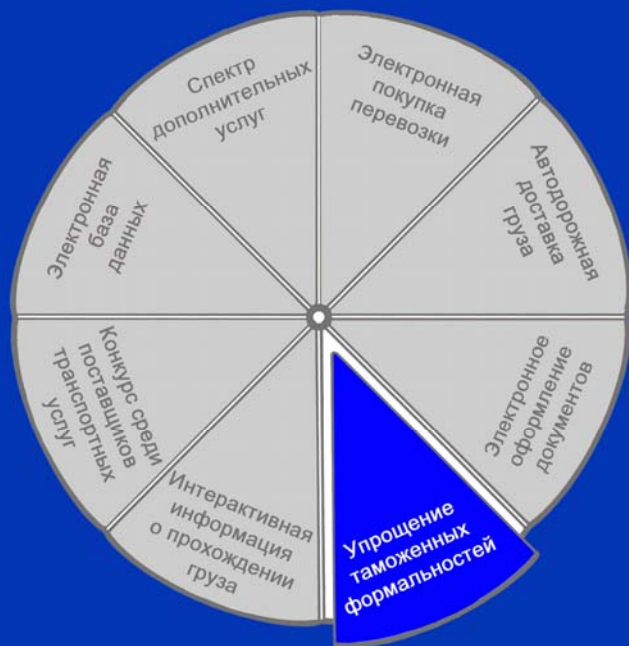 Спектр
дополнительных
услуг
Электронная
покупка
перевозки
Автодорожная
доставка
груза
Электронное
оформление
документов
Упрощение
таможенных
формальностей
Интерактивная
информация
о прохождении
груза
Конкурс среди
поставщиков
транспортных
услуг
Электронная
база
данных